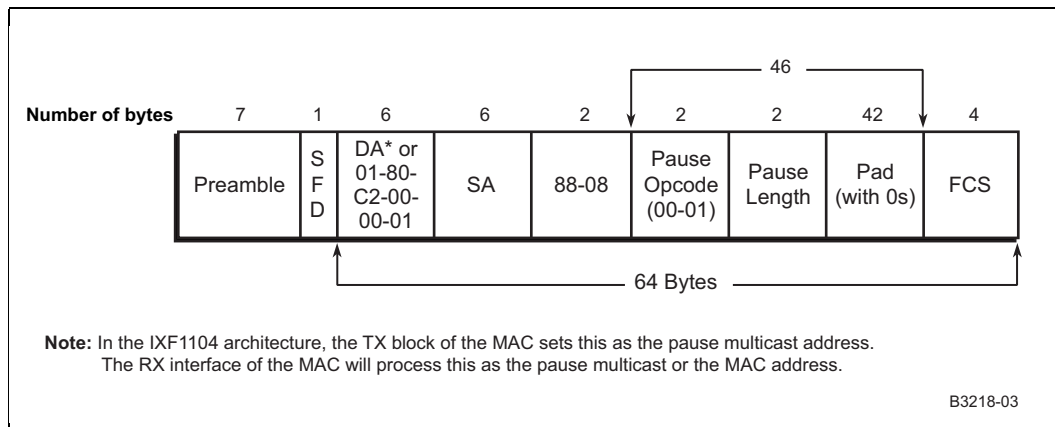 46
Number of bytes 7 1 6 6 2 2 2 42 4
Preamble
S
F
D
DA* or
01-80-
C2-00-
00-01
SA
88-08
Pause
Opcode
(00-01)
Pause
Length
Pad
(with 0s)
FCS
64 Bytes
Note: In the IXF1104 architecture, the TX block of the MAC sets this as the pause multicast address.
The RX interface of the MAC will process this as the pause multicast or the MAC address.
B3218-03